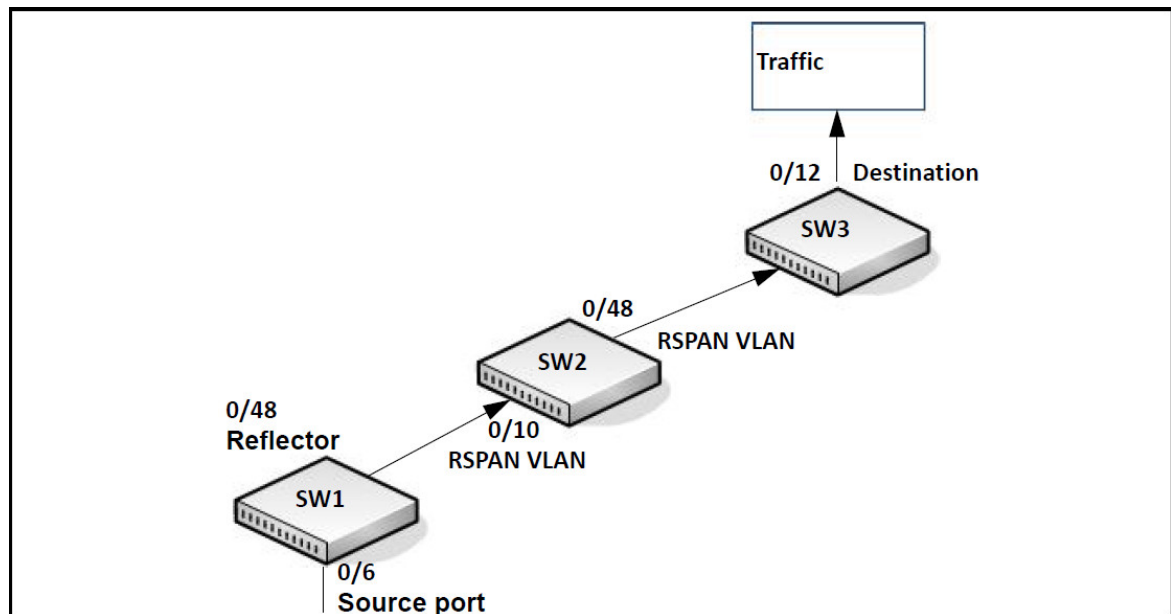 Traffic
0/12 Destination
SW3
0/48
RSPAN VLAN
SW2
0/48
Reflector
0/10
RSPAN VLAN
SW1
0/6
Source port